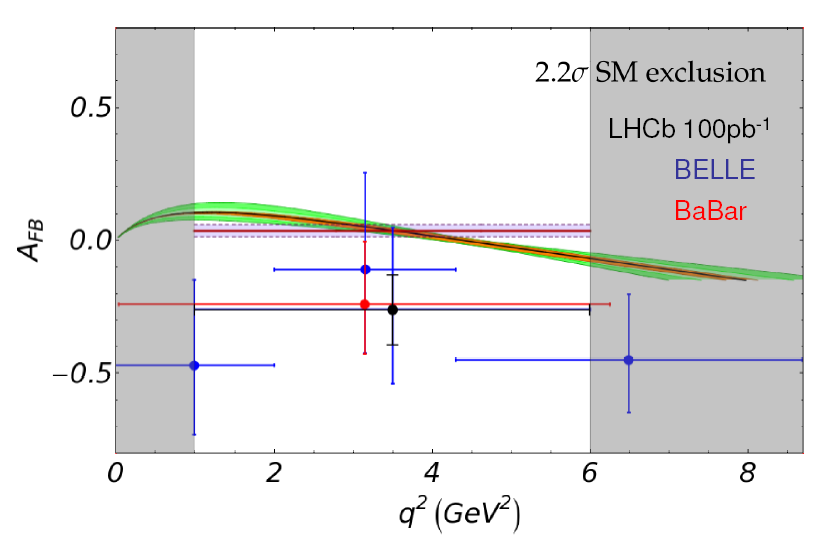 2.2σ SM exclusion
LHCb 100pb⁻¹
BELLE
BaBar
0.5
0.0
−0.5
A_FB
0 2 4 6 8
q² (GeV²)